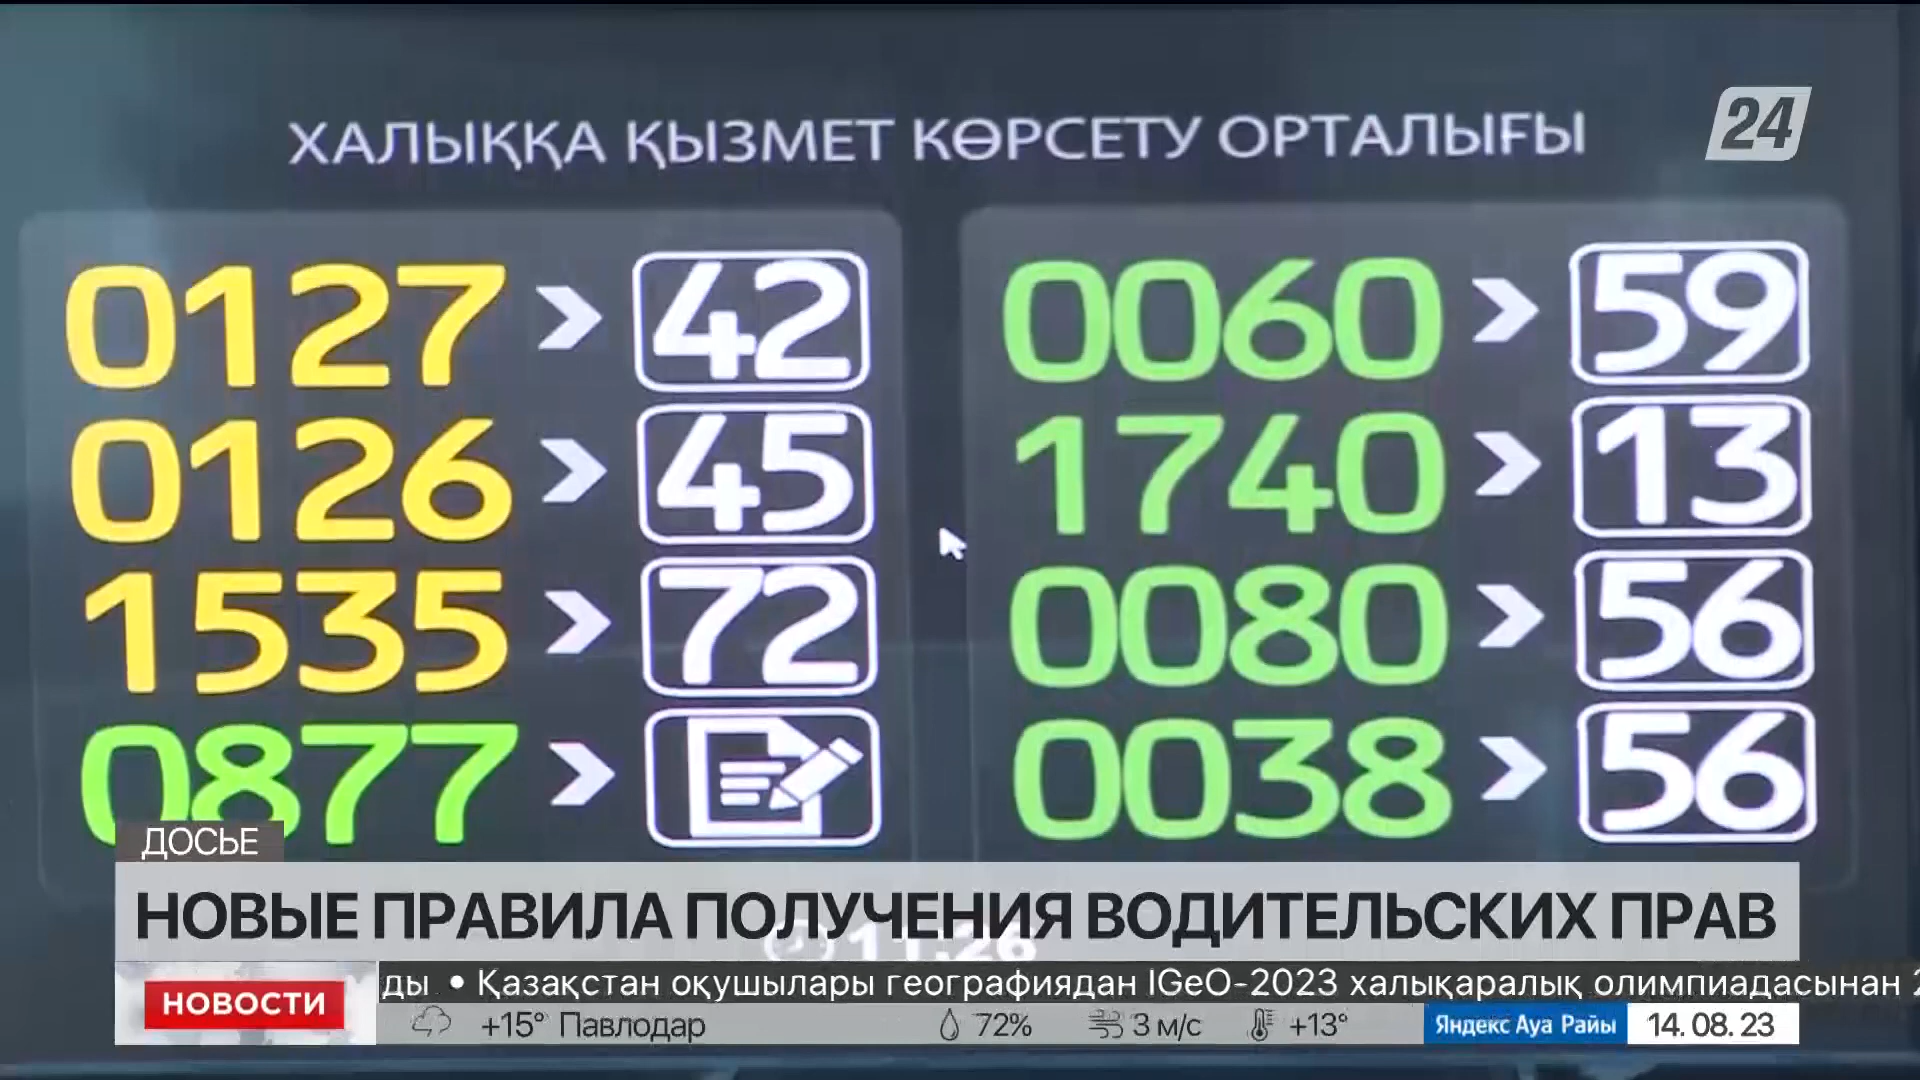 24
ХАЛЫҚҚА ҚЫЗМЕТ КӨРСЕТУ ОРТАЛЫҒЫ
0127 > 42
0126 > 45
1535 > 72
0877 >
0060 > 59
1740 > 13
0080 > 56
0038 > 56
ДОСЬЕ
НОВЫЕ ПРАВИЛА ПОЛУЧЕНИЯ ВОДИТЕЛЬСКИХ ПРАВ
11:26
НОВОСТИ
ды • Қазақстан оқушылары географиядан IGeO-2023 халықаралық олимпиадасынан
+15° Павлодар 72% 3 м/с +13° Яндекс Ауа Райы 14. 08. 23